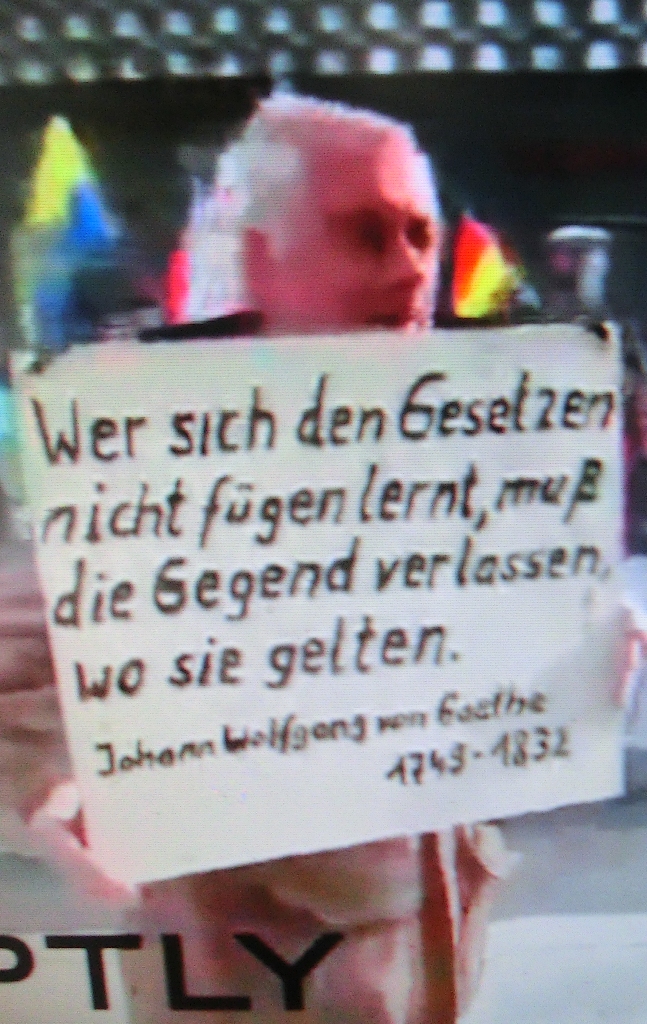 Wer sich den Gesetzen
nicht fügen lernt, muß
die Gegend verlassen,
wo sie gelten.
Johann Wolfgang von Goethe
1749-1832
PTLY